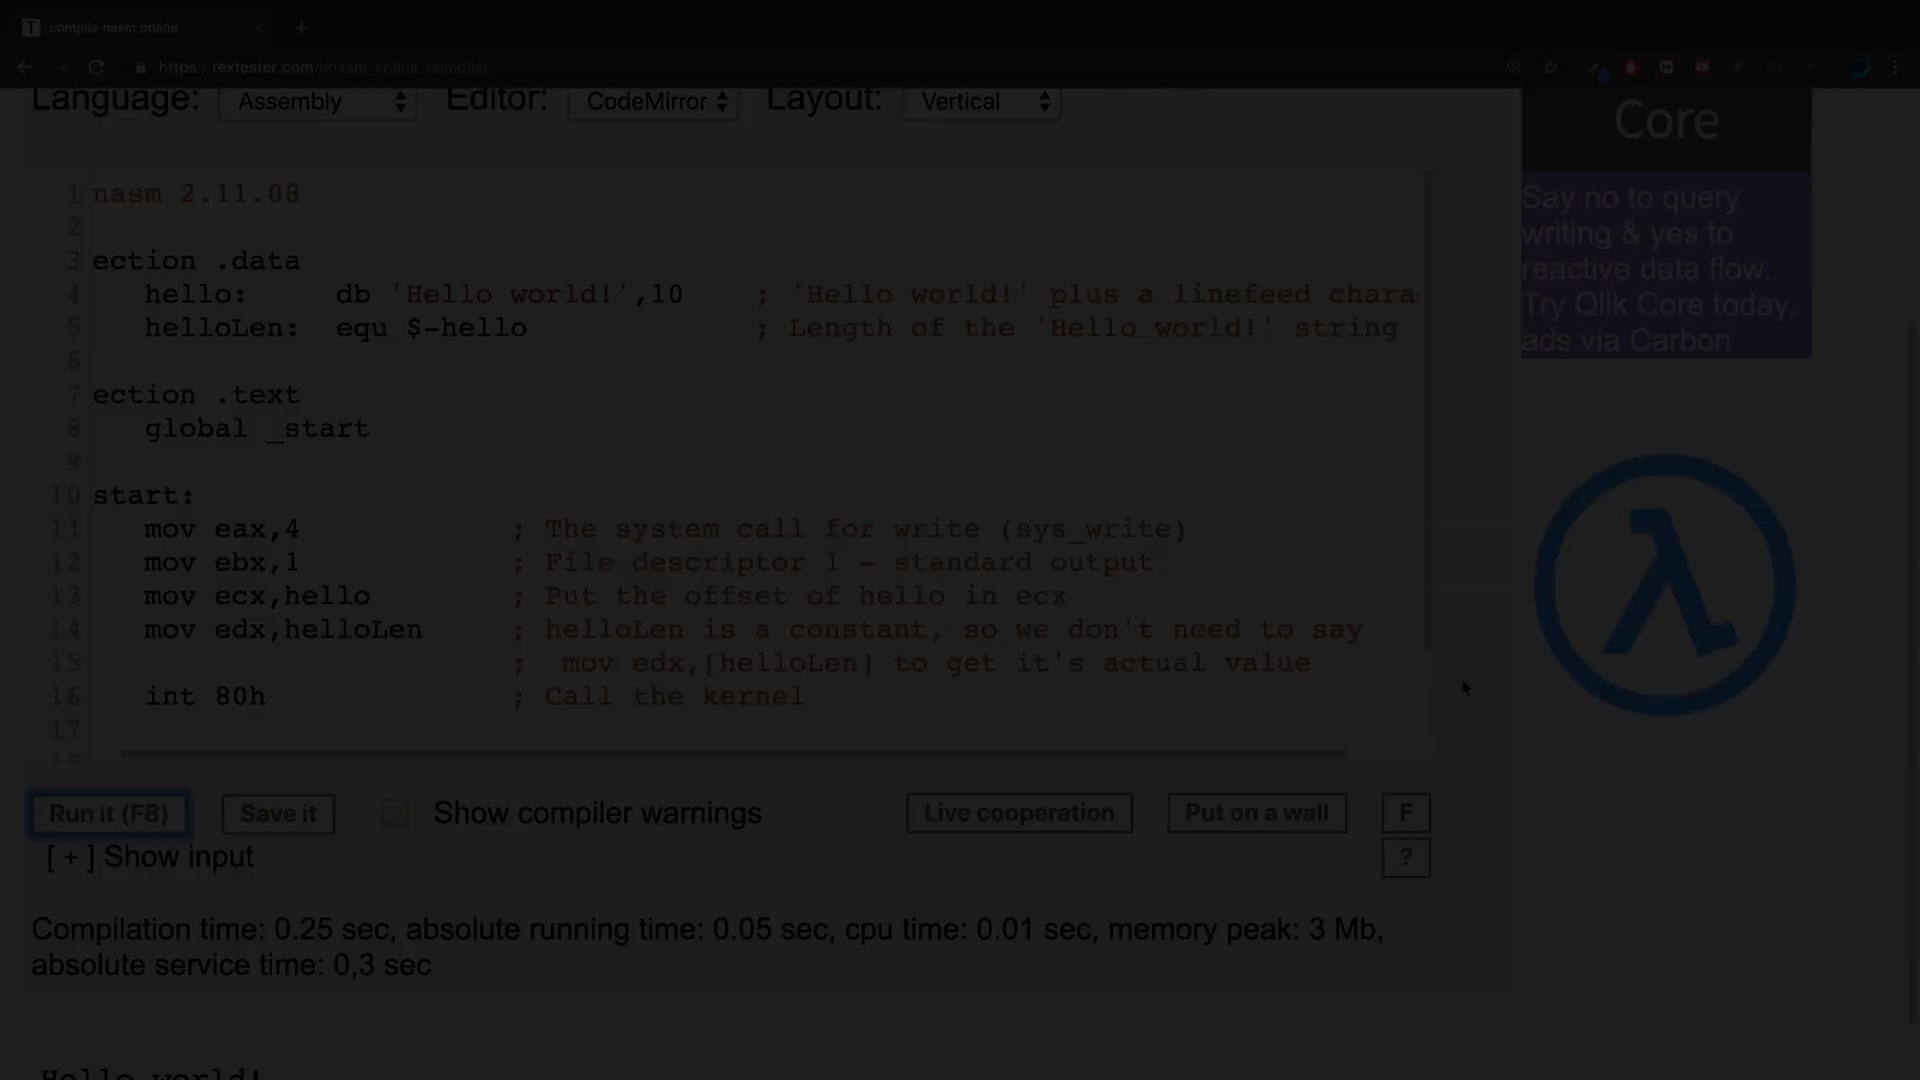 compile nasm online
https://rextester.com/l/nasm_online_compiler
Language: Assembly Editor: CodeMirror Layout: Vertical
1 nasm 2.11.08
2
3 ection .data
4 hello: db 'Hello world!',10 ; 'Hello world!' plus a linefeed chara
5 helloLen: equ $-hello ; Length of the 'Hello world!' string
6
7 ection .text
8 global _start
9
10 start:
11 mov eax,4 ; The system call for write (sys_write)
12 mov ebx,1 ; File descriptor 1 - standard output
13 mov ecx,hello ; Put the offset of hello in ecx
14 mov edx,helloLen ; helloLen is a constant, so we don't need to say
15 ; mov edx,[helloLen] to get it's actual value
16 int 80h ; Call the kernel
17
18
Run it (F8) Save it Show compiler warnings Live cooperation Put on a wall F
[ + ] Show input ?
Compilation time: 0.25 sec, absolute running time: 0.05 sec, cpu time: 0.01 sec, memory peak: 3 Mb,
absolute service time: 0,3 sec
Hello world!
Core
Say no to query
writing & yes to
reactive data flow.
Try Qlik Core today.
ads via Carbon
λ